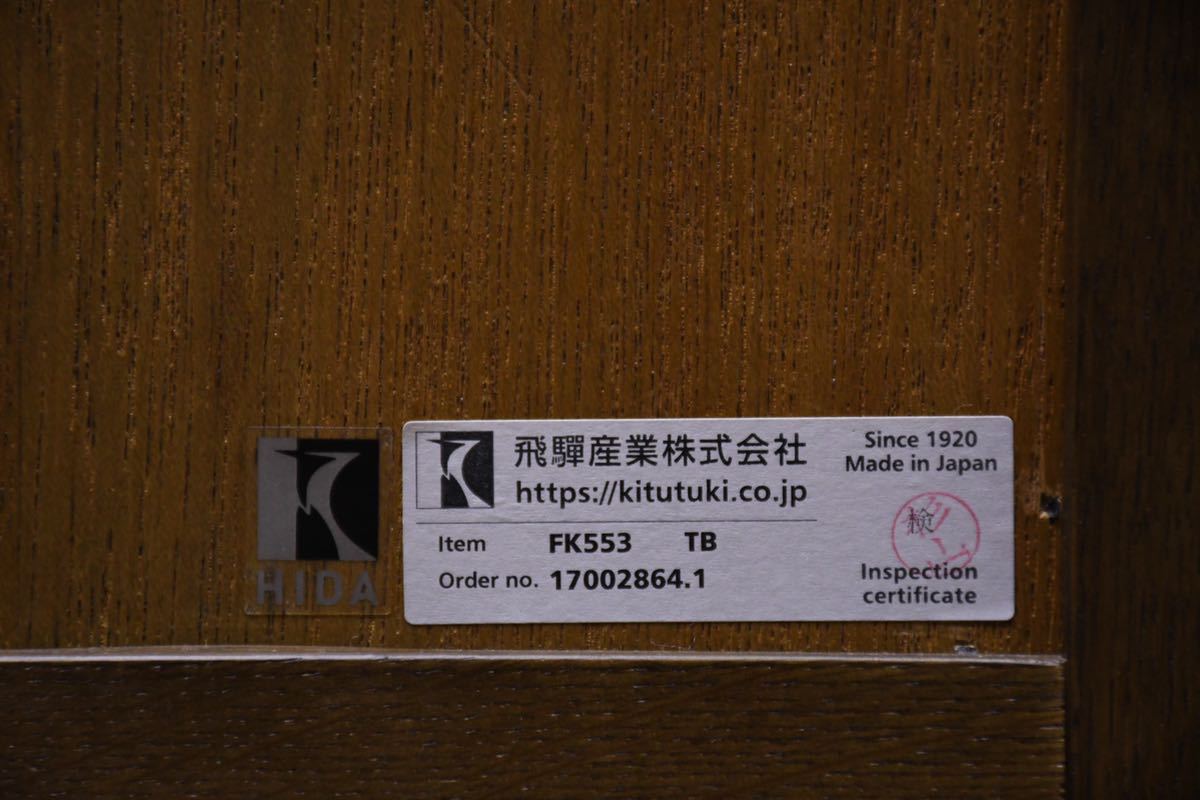 HIDA
飛驒産業株式会社
https://kitutuki.co.jp
Item FK553 TB
Order no. 17002864.1
Since 1920
Made in Japan
検
Inspection
certificate